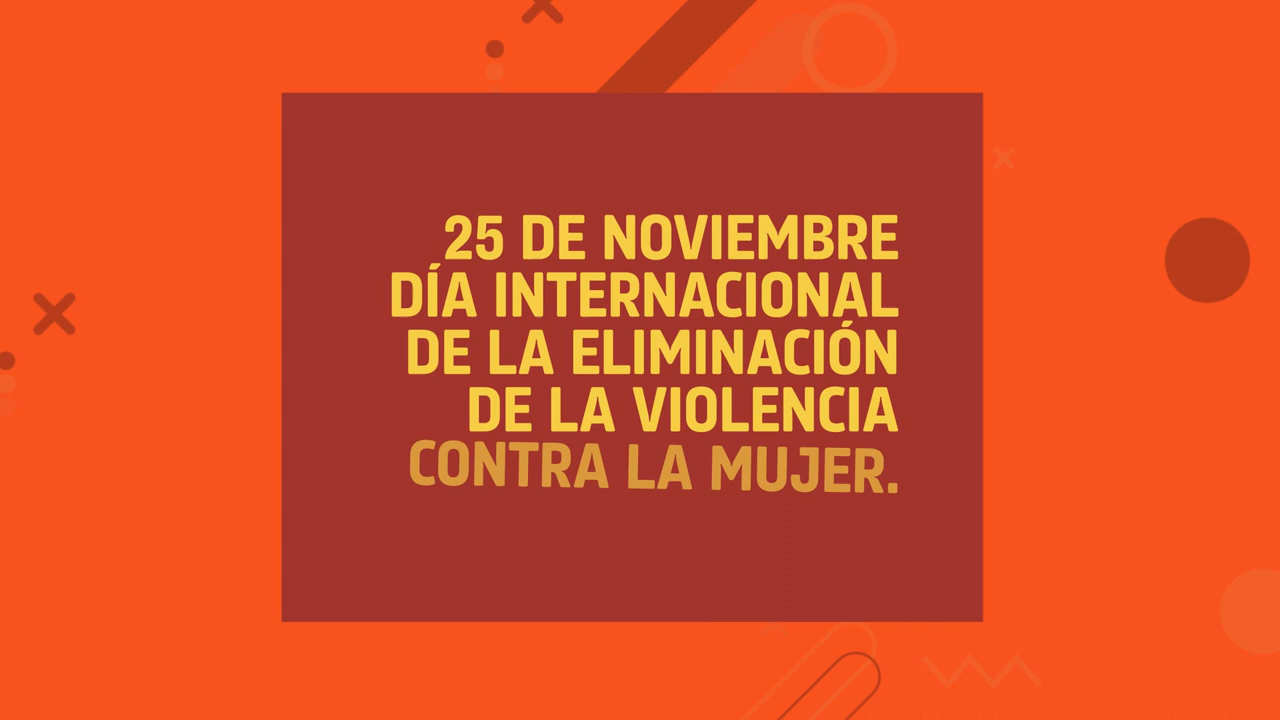 25 DE NOVIEMBRE
DÍA INTERNACIONAL
DE LA ELIMINACIÓN
DE LA VIOLENCIA
CONTRA LA MUJER.